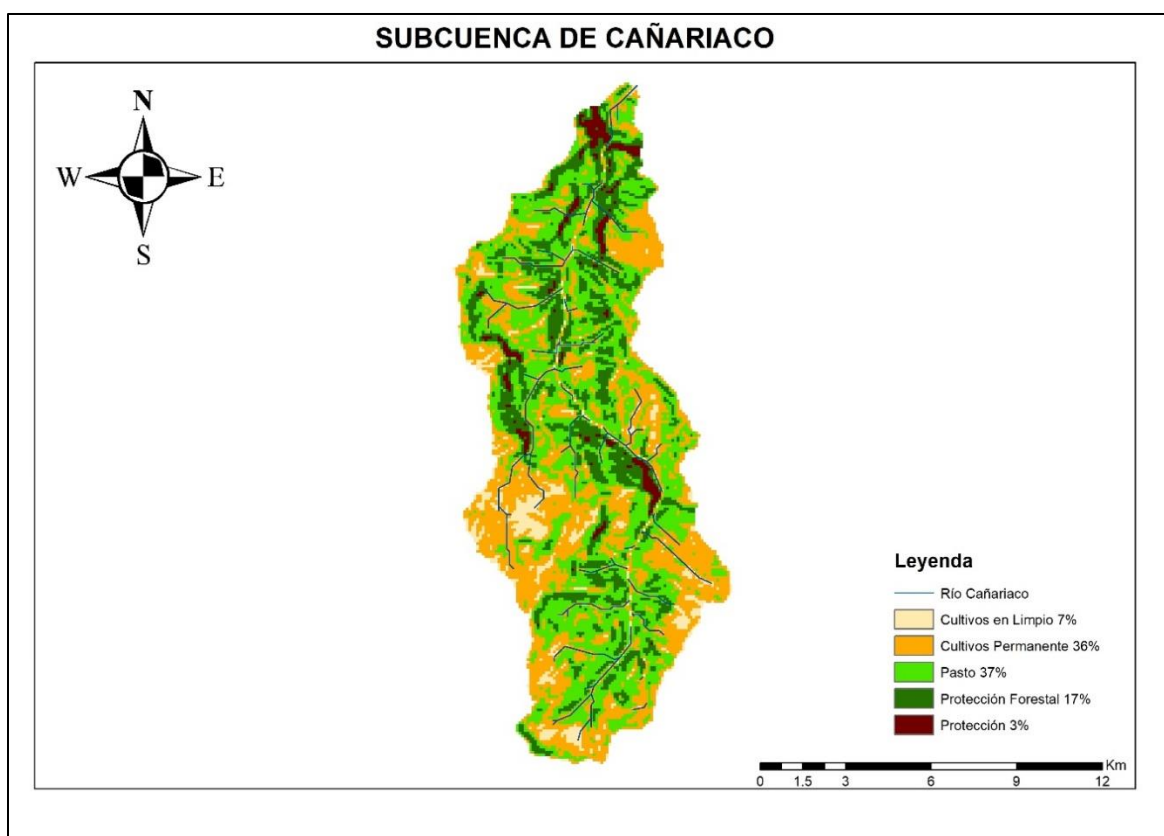 SUBCUENCA DE CAÑARIACO
N
W
E
S
Leyenda
Río Cañariaco
Cultivos en Limpio 7%
Cultivos Permanente 36%
Pasto 37%
Protección Forestal 17%
Protección 3%
Km
0 1.5 3 6 9 12